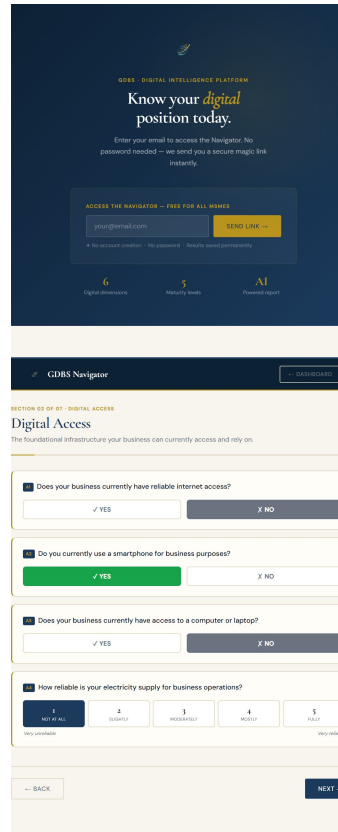 GDBS · DIGITAL INTELLIGENCE PLATFORM
Know your digital
position today.
Enter your email to access the Navigator. No
password needed — we send you a secure magic link
instantly.
ACCESS THE NAVIGATOR — FREE FOR ALL MSMES
your@email.com
SEND LINK →
✦ No account creation · No password · Results saved permanently
6
Digital dimensions
5
Maturity levels
AI
Powered report
GDBS Navigator
← DASHBOARD
SECTION 02 OF 07 · DIGITAL ACCESS
Digital Access
The foundational infrastructure your business can currently access and rely on.
A1 Does your business currently have reliable internet access?
✓ YES
✗ NO
A2 Do you currently use a smartphone for business purposes?
✓ YES
✗ NO
A3 Does your business currently have access to a computer or laptop?
✓ YES
✗ NO
A4 How reliable is your electricity supply for business operations?
1
NOT AT ALL
2
SLIGHTLY
3
MODERATELY
4
MOSTLY
5
FULLY
Very unreliable
Very relia
← BACK
NEXT